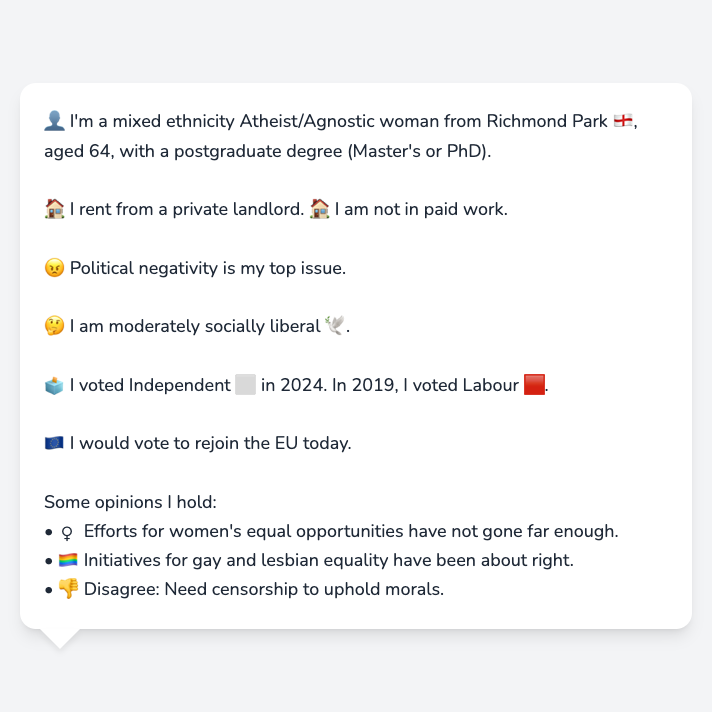 👤 I'm a mixed ethnicity Atheist/Agnostic woman from Richmond Park 🏴󠁧󠁢󠁥󠁮󠁧󠁿,
aged 64, with a postgraduate degree (Master's or PhD).
🏠 I rent from a private landlord. 🏠 I am not in paid work.
😠 Political negativity is my top issue.
🤔 I am moderately socially liberal 🕊️.
🗳️ I voted Independent ⬜ in 2024. In 2019, I voted Labour 🟥.
🇪🇺 I would vote to rejoin the EU today.
Some opinions I hold:
• ♀ Efforts for women's equal opportunities have not gone far enough.
• 🏳️‍🌈 Initiatives for gay and lesbian equality have been about right.
• 👎 Disagree: Need censorship to uphold morals.